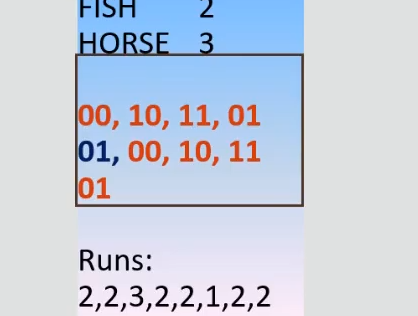 FISH 2
HORSE 3
00, 10, 11, 01
01, 00, 10, 11
01
Runs:
2,2,3,2,2,1,2,2